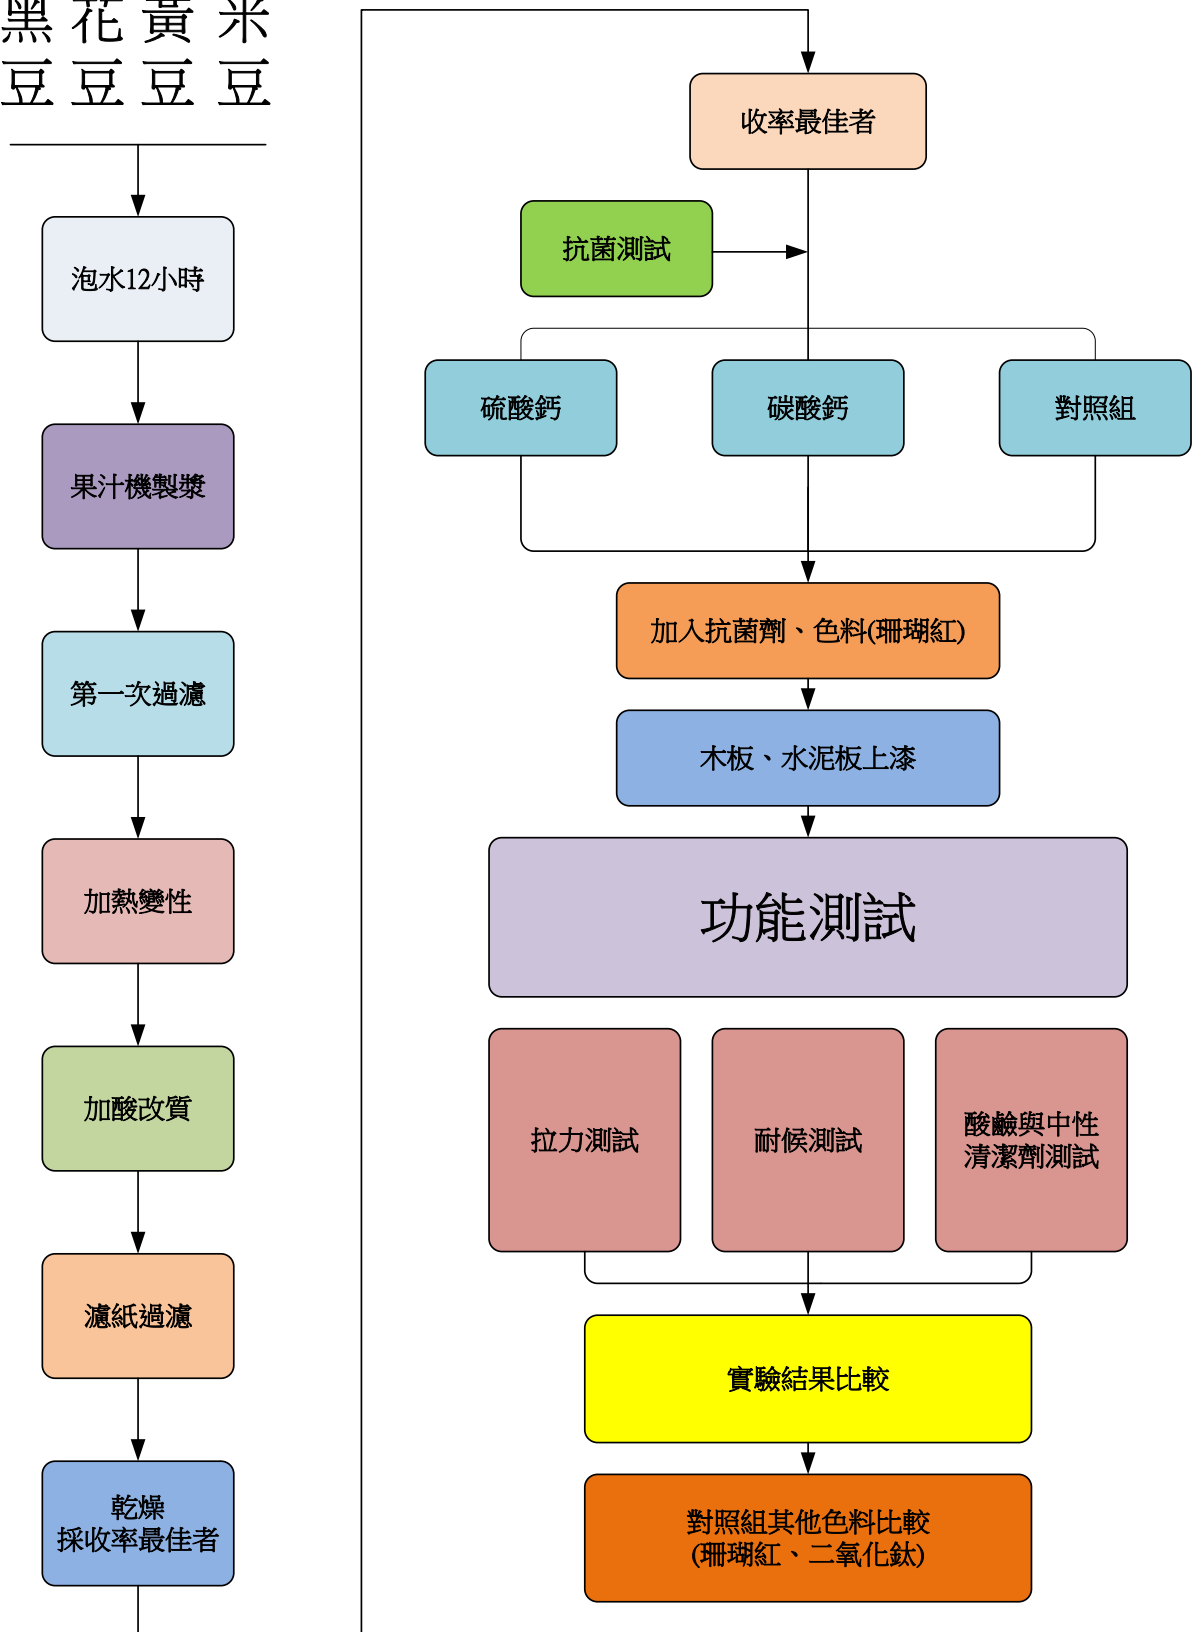 黑豆
花豆
黃豆
米豆
泡水12小時
果汁機製漿
第一次過濾
加熱變性
加酸改質
濾紙過濾
乾燥
採收率最佳者
收率最佳者
抗菌測試
硫酸鈣
碳酸鈣
對照組
加入抗菌劑、色料(珊瑚紅)
木板、水泥板上漆
功能測試
拉力測試
耐候測試
酸鹼與中性
清潔劑測試
實驗結果比較
對照組其他色料比較
(珊瑚紅、二氧化鈦)